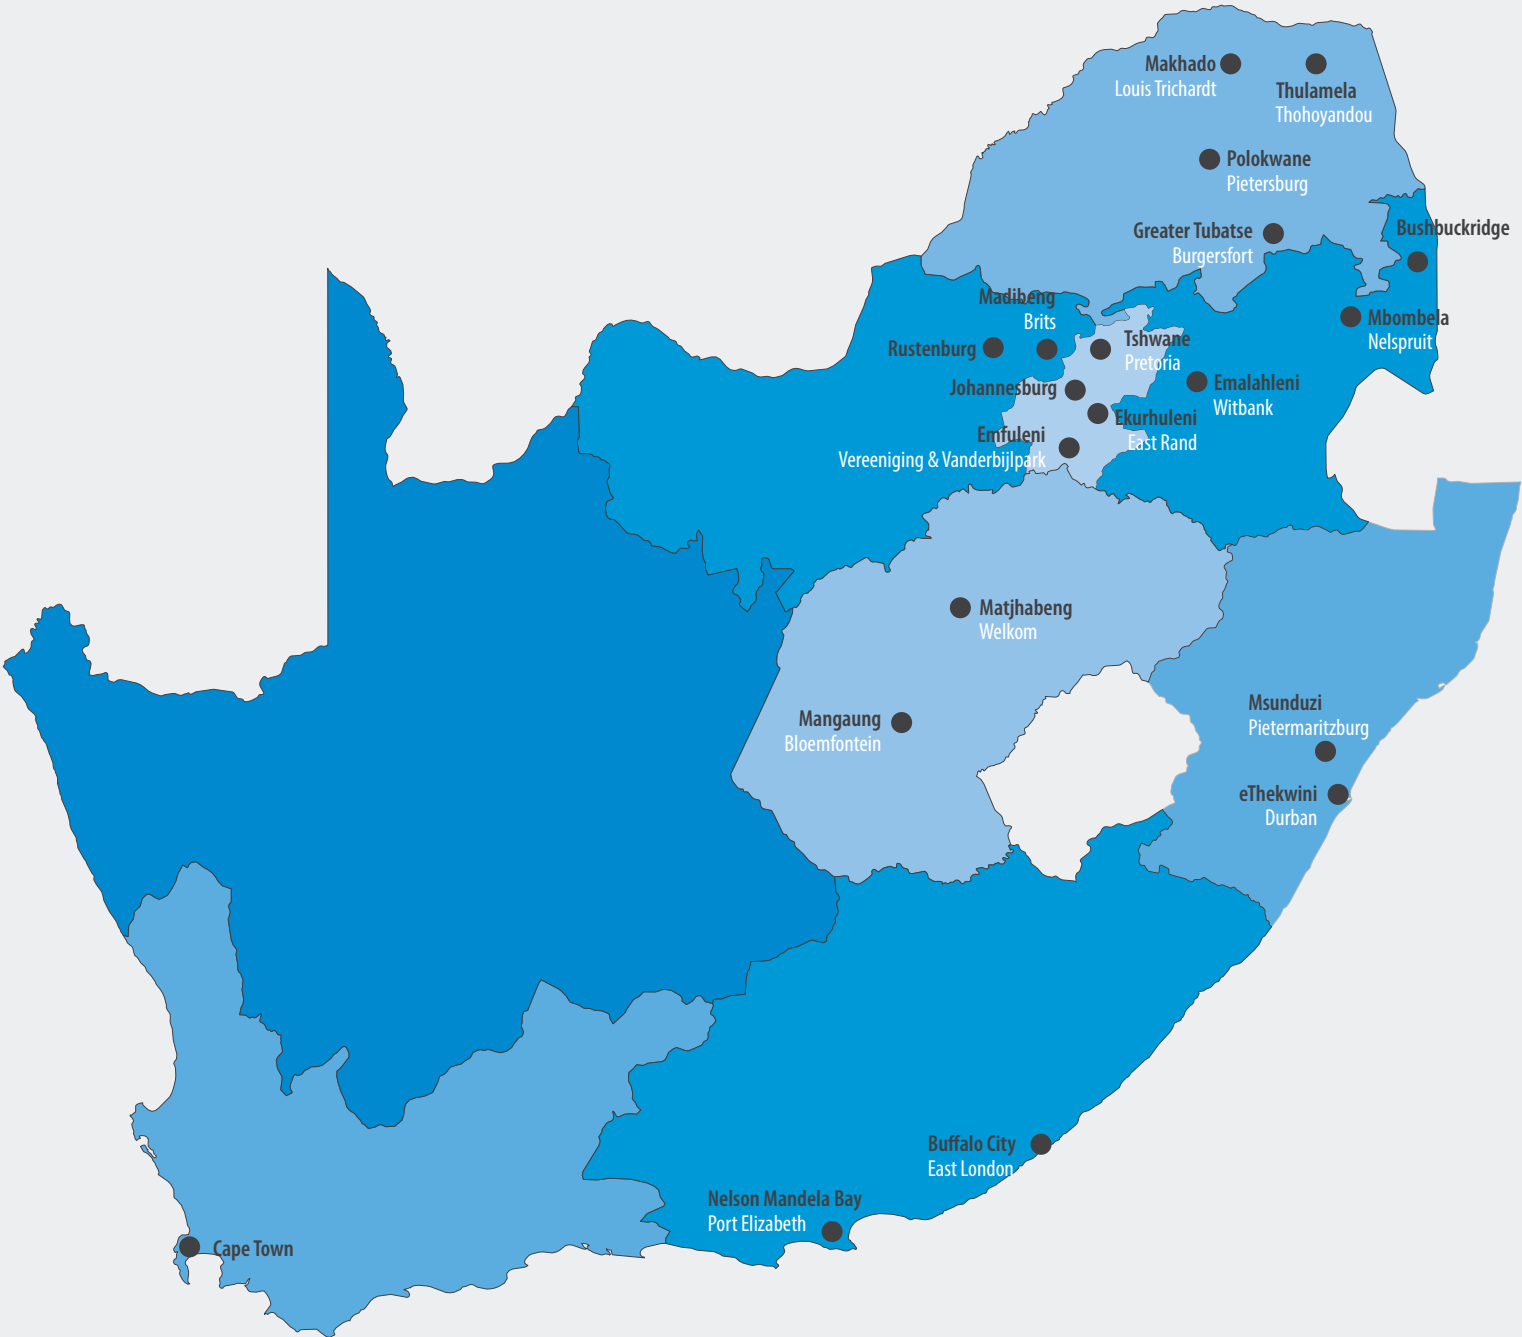 Makhado
Louis Trichardt
Thulamela
Thohoyandou
Polokwane
Pietersburg
Greater Tubatse
Burgersfort
Bushbuckridge
Madibeng
Brits
Mbombela
Nelspruit
Rustenburg
Tshwane
Pretoria
Johannesburg
Emalahleni
Witbank
Ekurhuleni
East Rand
Emfuleni
Vereeniging & Vanderbijlpark
Matjhabeng
Welkom
Mangaung
Bloemfontein
Msunduzi
Pietermaritzburg
eThekwini
Durban
Buffalo City
East London
Nelson Mandela Bay
Port Elizabeth
Cape Town